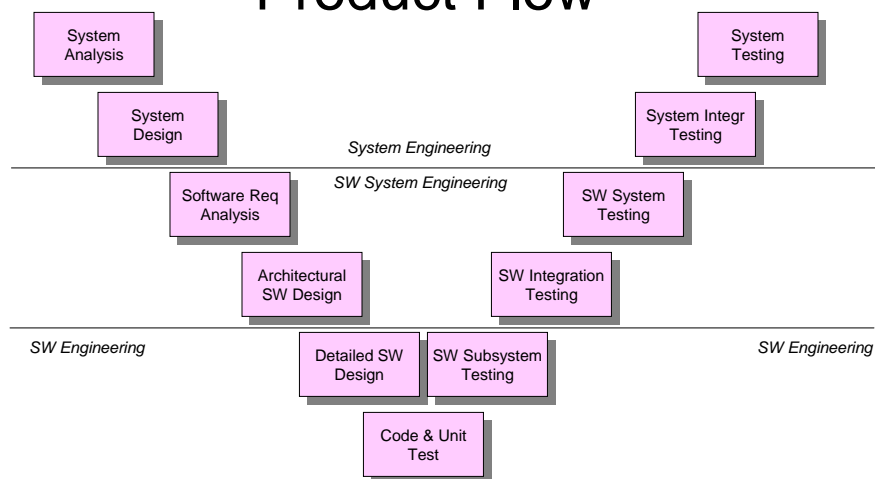 Product Flow
System
Analysis
System
Testing
System
Design
System Integr
Testing
System Engineering
SW System Engineering
Software Req
Analysis
SW System
Testing
Architectural
SW Design
SW Integration
Testing
SW Engineering
SW Engineering
Detailed SW
Design
SW Subsystem
Testing
Code & Unit
Test